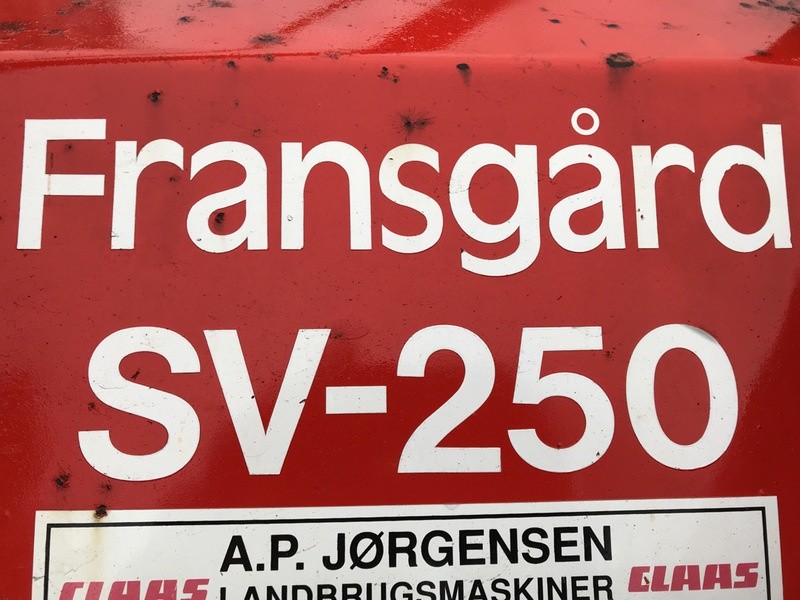 Fransgård
SV-250
A.P. JØRGENSEN
CLAAS LANDBRUGSMASKINER CLAAS